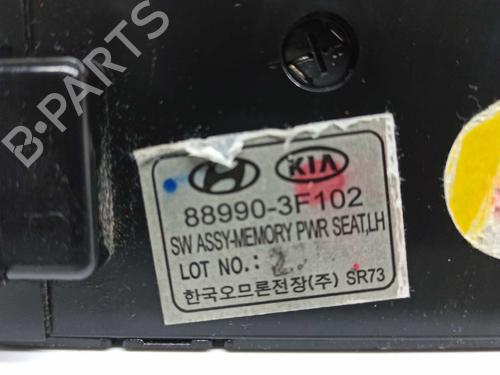 B-PARTS
KIA
88990-3F102
SW ASSY-MEMORY PWR SEAT,LH
LOT NO.:
한국오므론전장(주) SR73